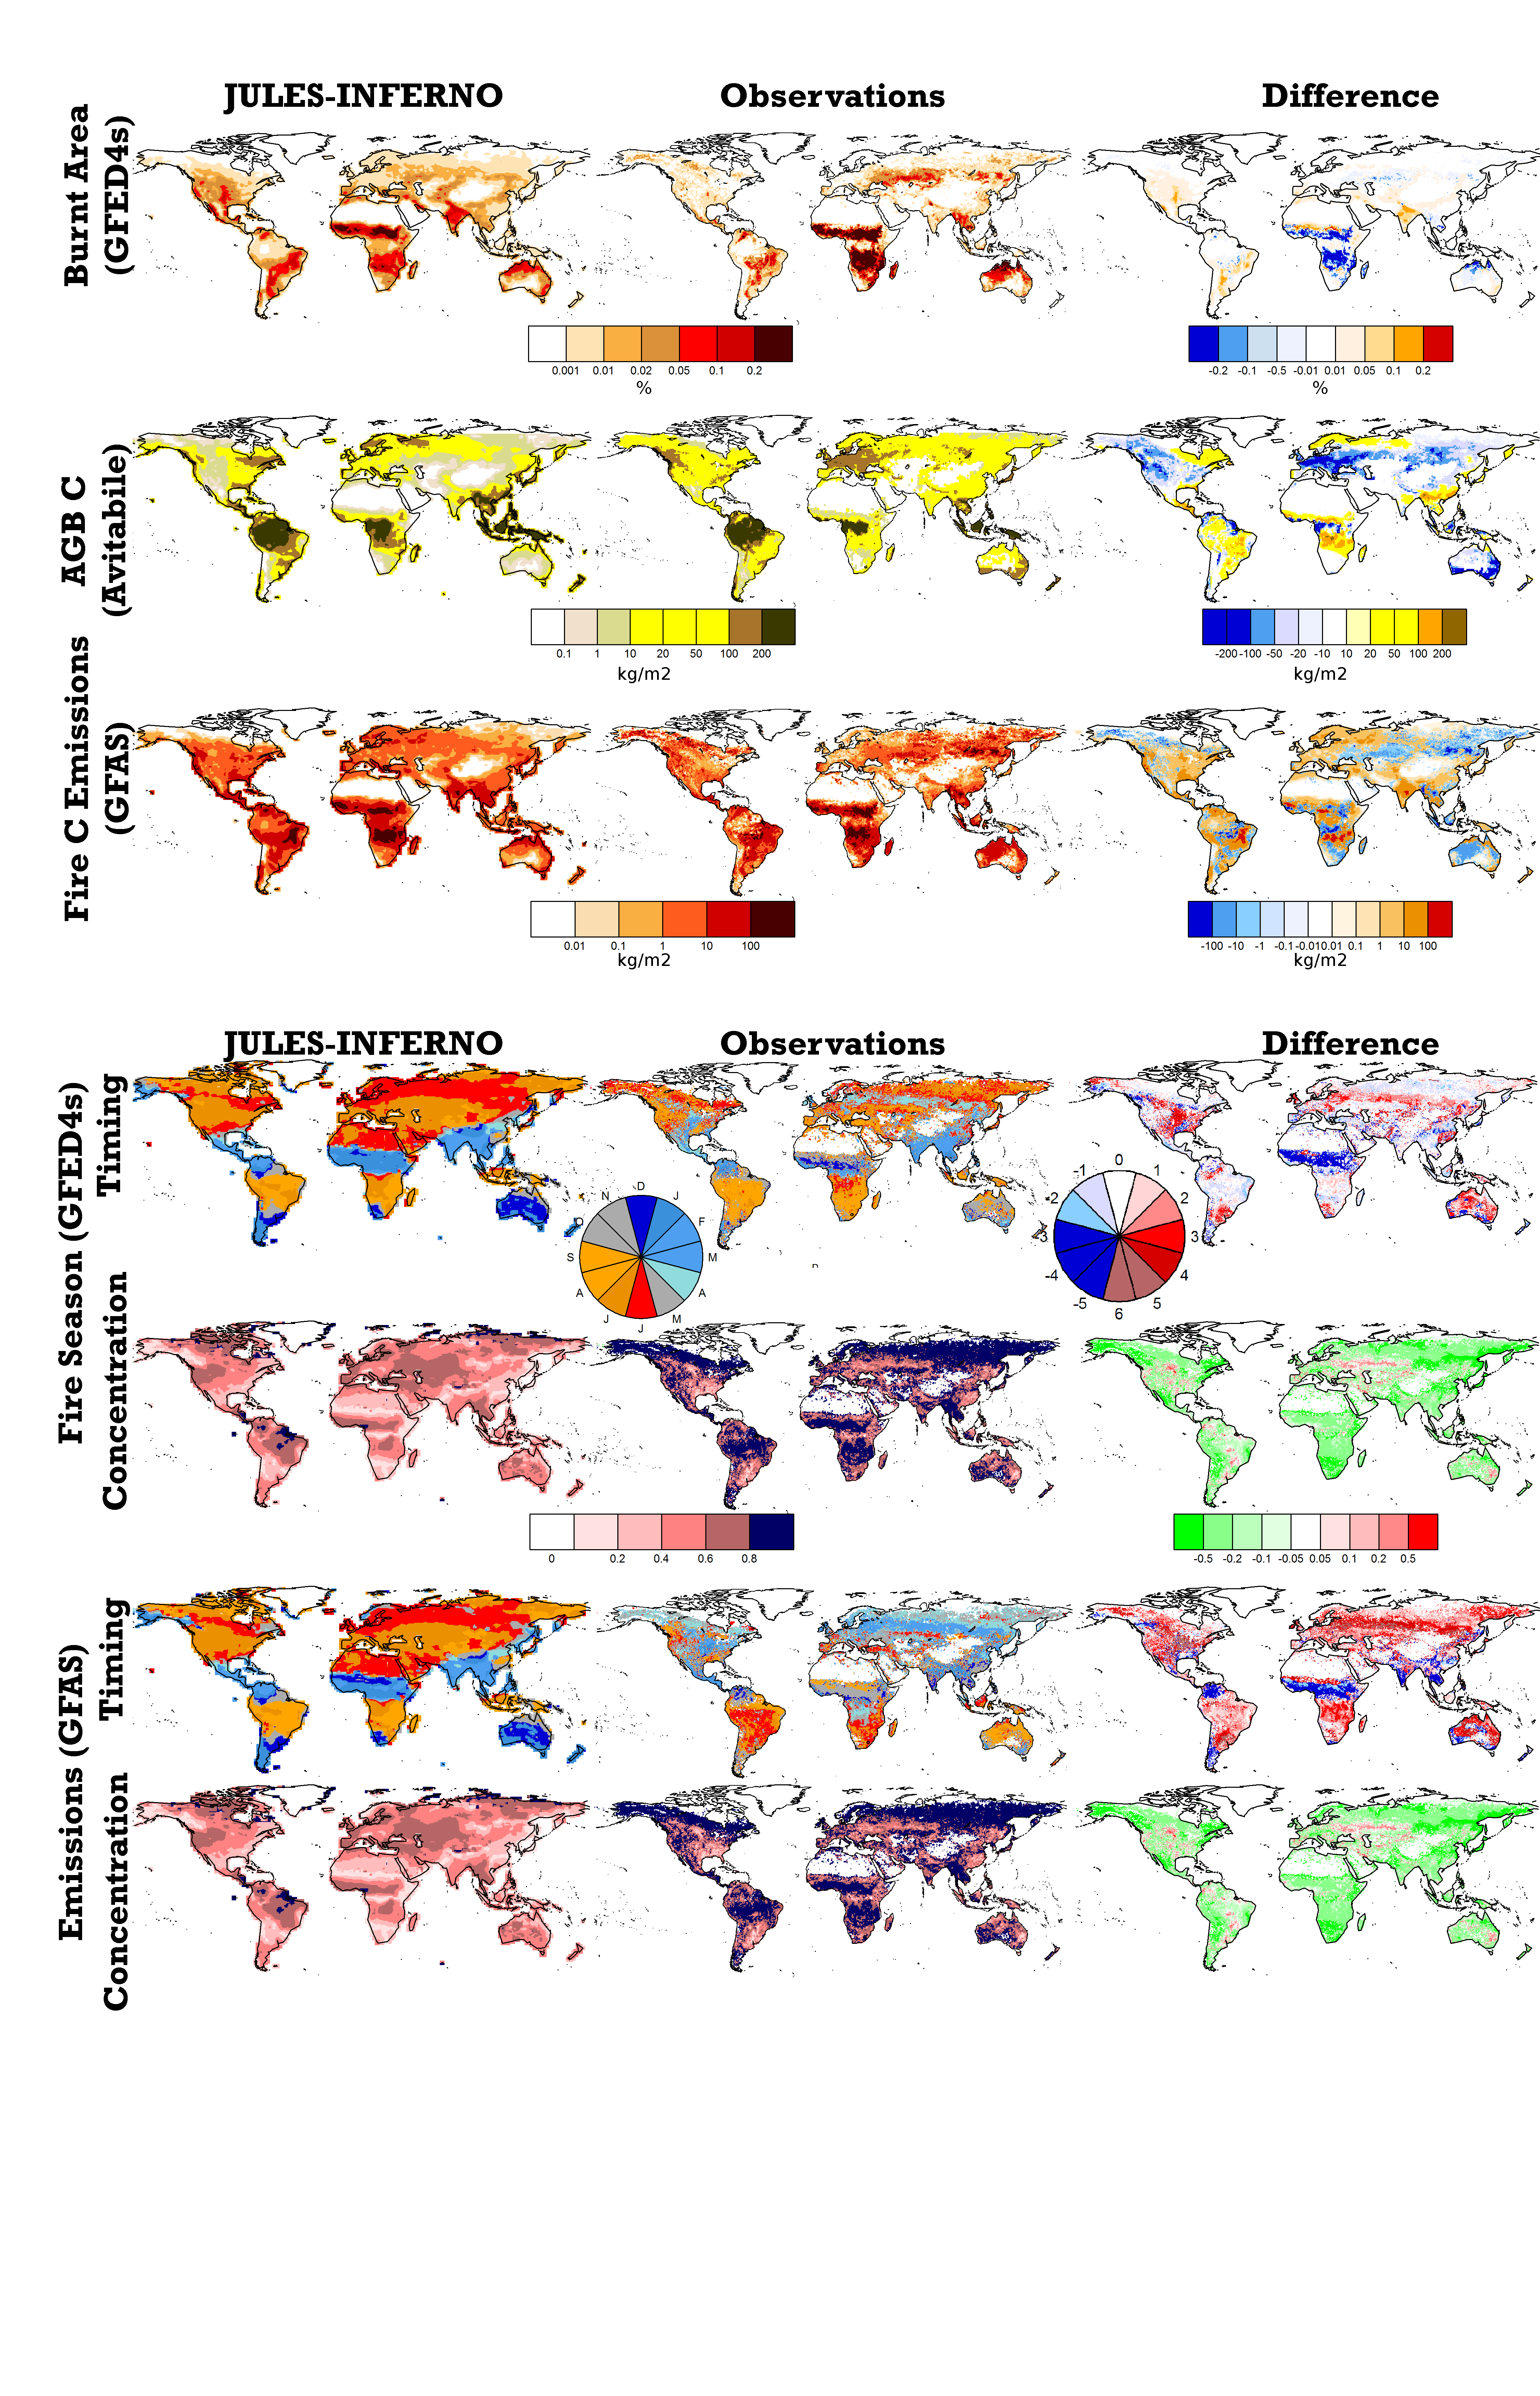 JULES-INFERNO Observations Difference
Burnt Area
(GFED4s)
0.001 0.01 0.02 0.05 0.1 0.2
%
-0.2 -0.1 -0.5 -0.01 0.01 0.05 0.1 0.2
%
AGB C
(Avitabile)
0.1 1 10 20 50 100 200
kg/m2
-200 -100 -50 -20 -10 10 20 50 100 200
kg/m2
Fire C Emissions
(GFAS)
0.01 0.1 1 10 100
kg/m2
-100 -10 -1 -0.1 -0.010.01 0.1 1 10 100
kg/m2
JULES-INFERNO Observations Difference
Fire Season (GFED4s)
Timing
D J F M A M J J A S O N
0 1 2 3 4 5 6 -5 -4 -3 -2 -1
Concentration
0 0.2 0.4 0.6 0.8
-0.5 -0.2 -0.1 -0.05 0.05 0.1 0.2 0.5
Emissions (GFAS)
Timing
Concentration